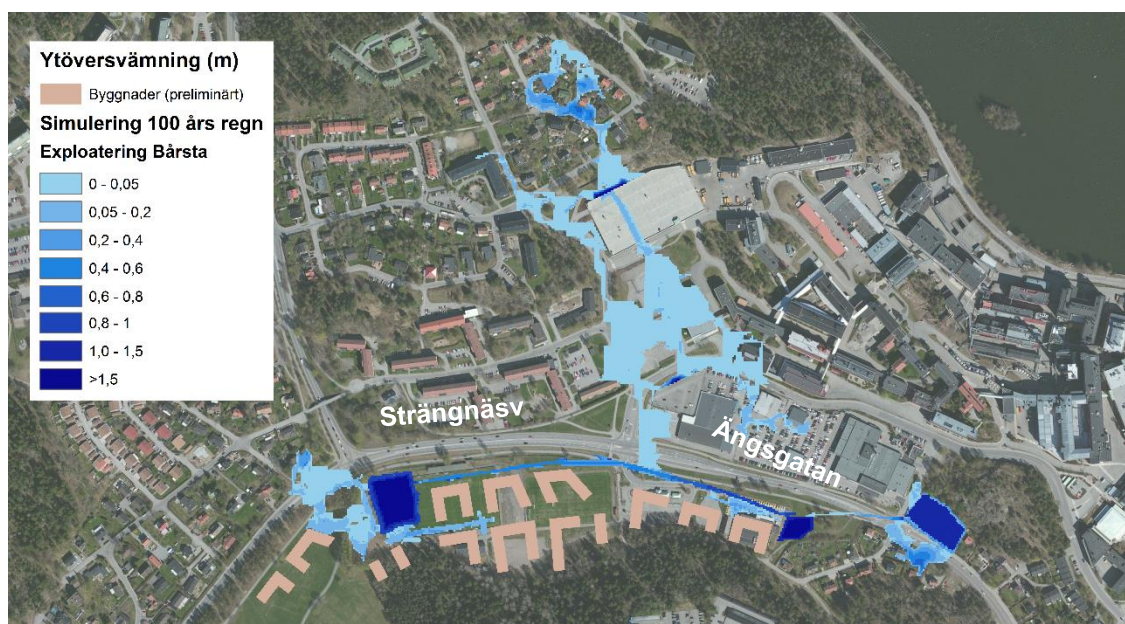 Ytöversvämning (m)
Byggnader (preliminärt)
Simulering 100 års regn
Exploatering Bårsta
0 - 0,05
0,05 - 0,2
0,2 - 0,4
0,4 - 0,6
0,6 - 0,8
0,8 - 1
1,0 - 1,5
>1,5
Strängnäsv
Ängsgatan